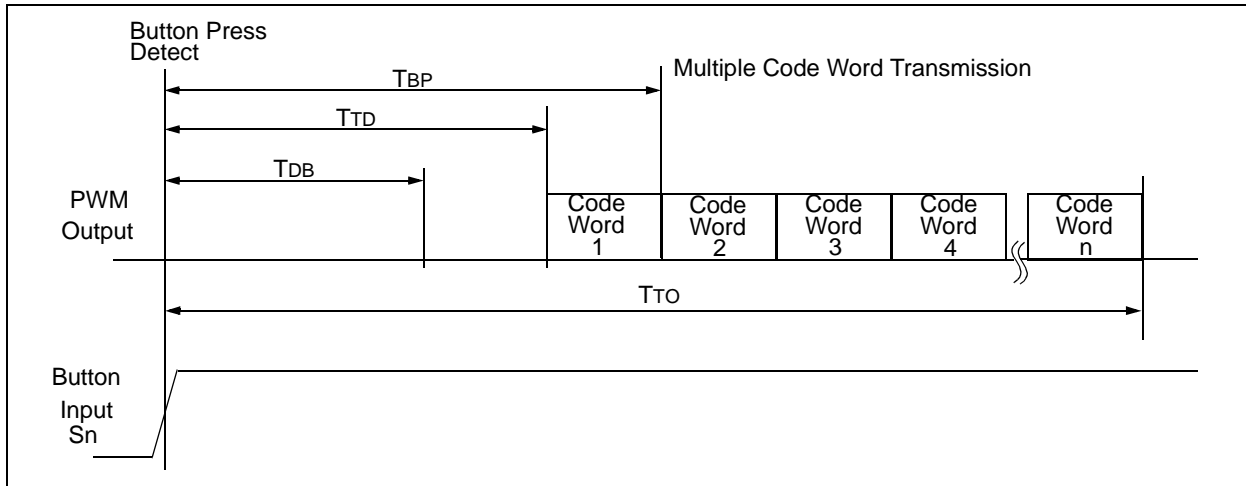 Button Press
Detect
TBP
Multiple Code Word Transmission
TTD
TDB
PWM
Output
Code
Word
1
Code
Word
2
Code
Word
3
Code
Word
4
Code
Word
n
TTO
Button
Input
Sn